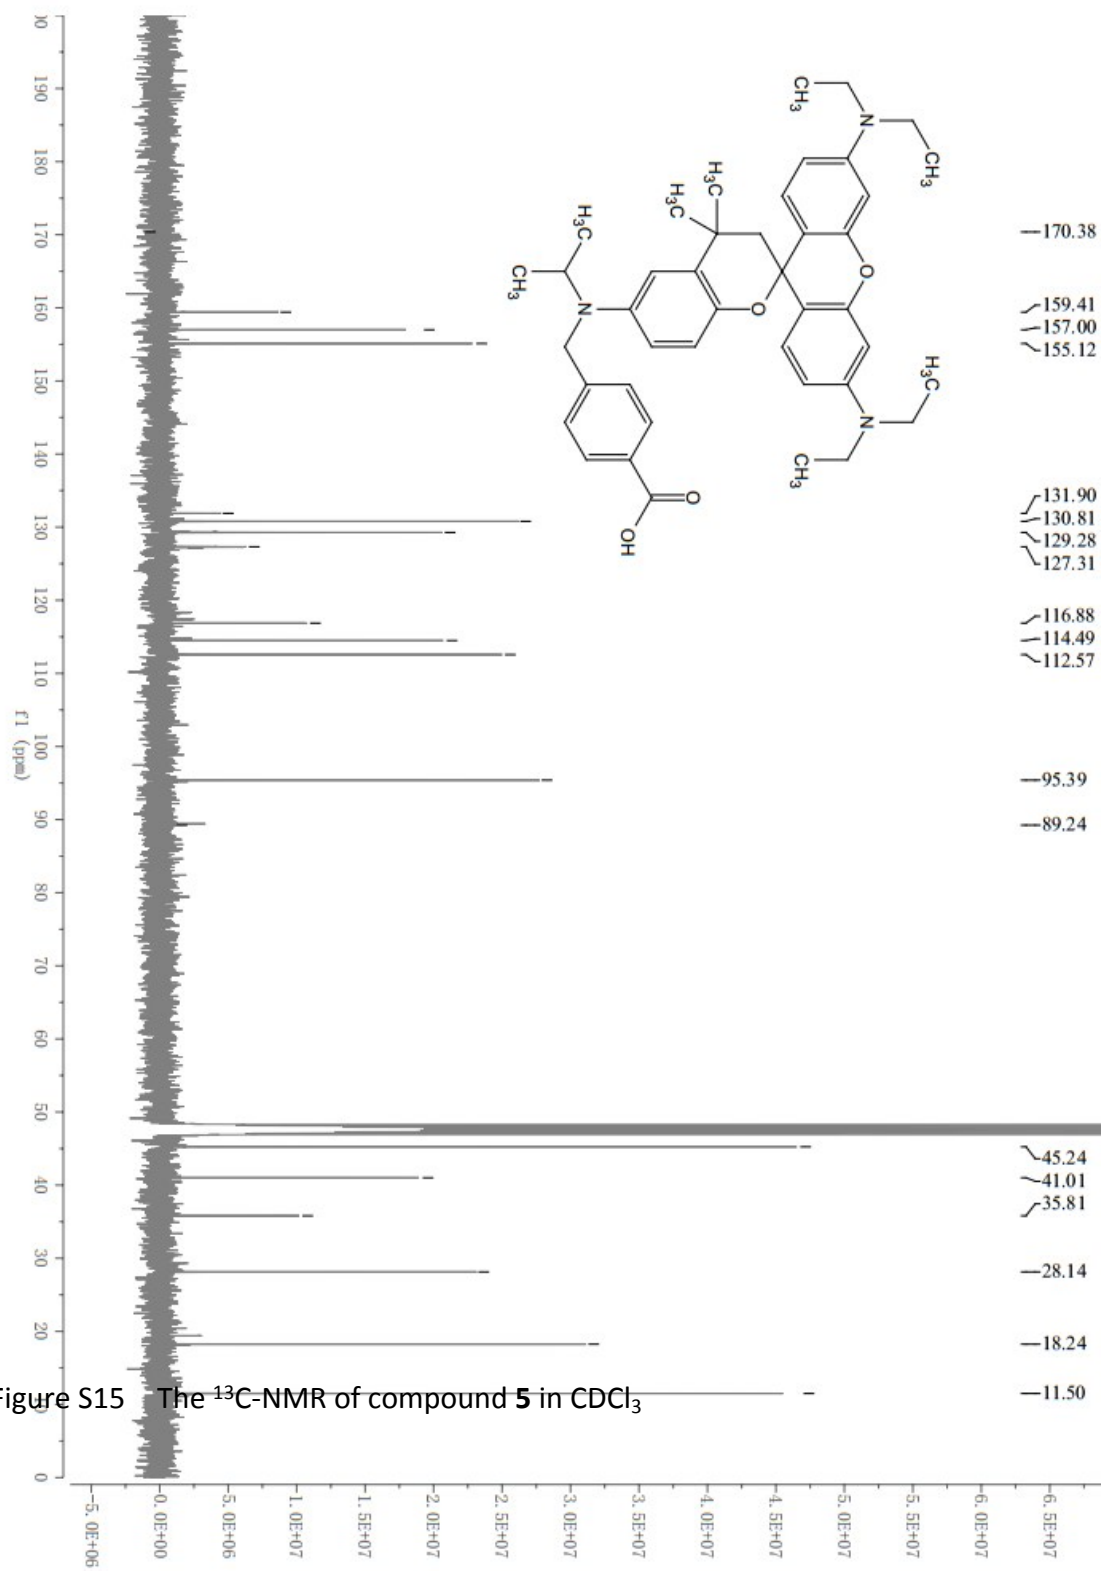 CH3
N
CH3
H3C
H3C
O
H3C
CH3
N
O
H3C
N
CH3
O
OH
170.38
159.41
157.00
155.12
131.90
130.81
129.28
127.31
116.88
114.49
112.57
95.39
89.24
45.24
41.01
35.81
28.14
18.24
11.50
190
180
170
160
150
140
130
120
110
100
90
80
70
60
50
40
30
20
0
f1 (ppm)
-5.0E+06
0.0E+00
5.0E+06
1.0E+07
1.5E+07
2.0E+07
2.5E+07
3.0E+07
3.5E+07
4.0E+07
4.5E+07
5.0E+07
5.5E+07
6.0E+07
6.5E+07
Figure S15 The 13C-NMR of compound 5 in CDCl3